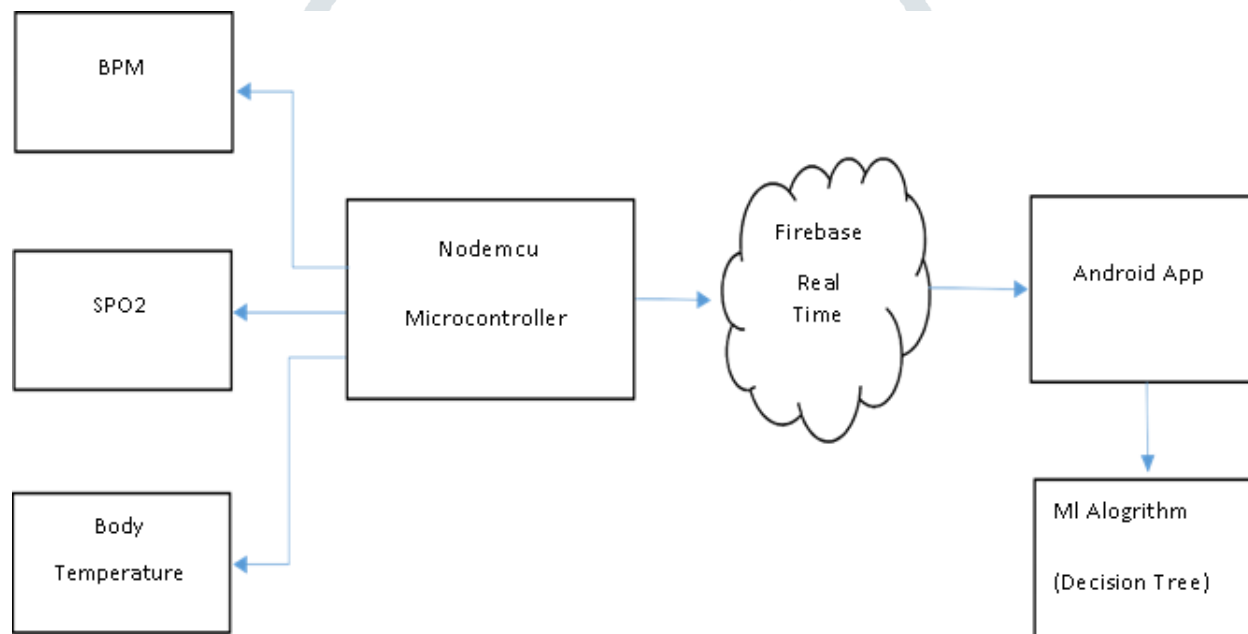 BPM
SPO2
Body
Temperature
Nodemcu
Microcontroller
Firebase
Real
Time
Android App
Ml Alogrithm
(Decision Tree)